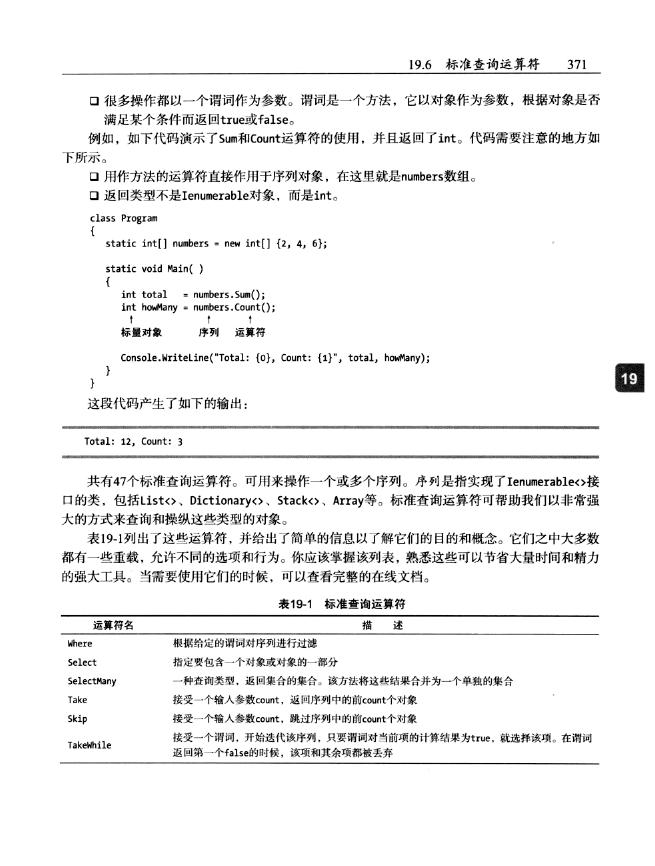 19.6 标准查询运算符 371
❑ 很多操作都以一个谓词作为参数。谓词是一个方法，它以对象作为参数，根据对象是否
满足某个条件而返回true或false。
例如，如下代码演示了Sum和Count运算符的使用，并且返回了int。代码需要注意的地方如
下所示。
❑ 用作方法的运算符直接作用于序列对象，在这里就是numbers数组。
❑ 返回类型不是Ienumerable对象，而是int。
class Program
{
static int[] numbers = new int[] {2, 4, 6};
static void Main( )
{
int total = numbers.Sum();
int howMany = numbers.Count();
↑ ↑ ↑
标量对象 序列 运算符
Console.WriteLine("Total: {0}, Count: {1}", total, howMany);
}
}
19
这段代码产生了如下的输出：
Total: 12, Count: 3
共有47个标准查询运算符。可用来操作一个或多个序列。序列是指实现了Ienumerable<>接
口的类，包括List<>、Dictionary<>、Stack<>、Array等。标准查询运算符可帮助我们以非常强
大的方式来查询和操纵这些类型的对象。
表19-1列出了这些运算符，并给出了简单的信息以了解它们的目的和概念。它们之中大多数
都有一些重载，允许不同的选项和行为。你应该掌握该列表，熟悉这些可以节省大量时间和精力
的强大工具。当需要使用它们的时候，可以查看完整的在线文档。
表19-1 标准查询运算符
运算符名 描 述
Where 根据给定的谓词对序列进行过滤
Select 指定要包含一个对象或对象的一部分
SelectMany 一种查询类型，返回集合的集合。该方法将这些结果合并为一个单独的集合
Take 接受一个输入参数count，返回序列中的前count个对象
Skip 接受一个输入参数count，跳过序列中的前count个对象
TakeWhile 接受一个谓词，开始迭代该序列，只要谓词对当前项的计算结果为true，就选择该项。在谓词
返回第一个false的时候，该项和其余项都被丢弃